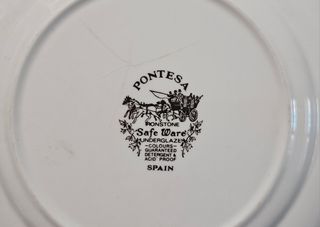 PONTESA
IRONSTONE
Safe Ware
UNDERGLAZE
-COLOURS-
GUARANTEED
DETERGENT &
ACID PROOF
SPAIN